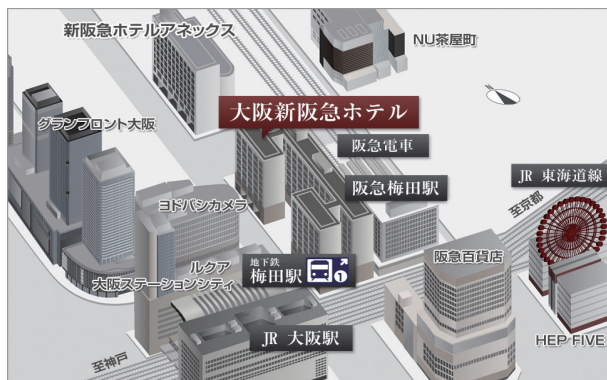 新阪急ホテルアネックス
NU茶屋町
大阪新阪急ホテル
グランフロント大阪
阪急電車
阪急梅田駅
JR 東海道線
至京都
ヨドバシカメラ
地下鉄
梅田駅
1
阪急百貨店
ルクア
大阪ステーションシティ
JR 大阪駅
HEP FIVE
至神戸